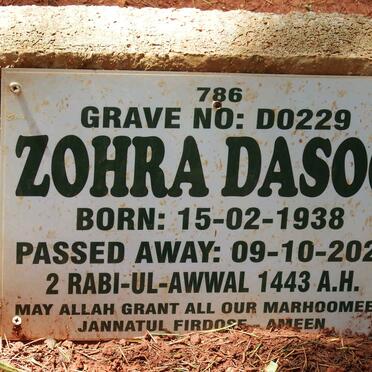 786
GRAVE NO: D0229
ZOHRA DASOO
BORN: 15-02-1938
PASSED AWAY: 09-10-202
2 RABI-UL-AWWAL 1443 A.H.
MAY ALLAH GRANT ALL OUR MARHOOMEE
JANNATUL FIRDOSE - AMEEN